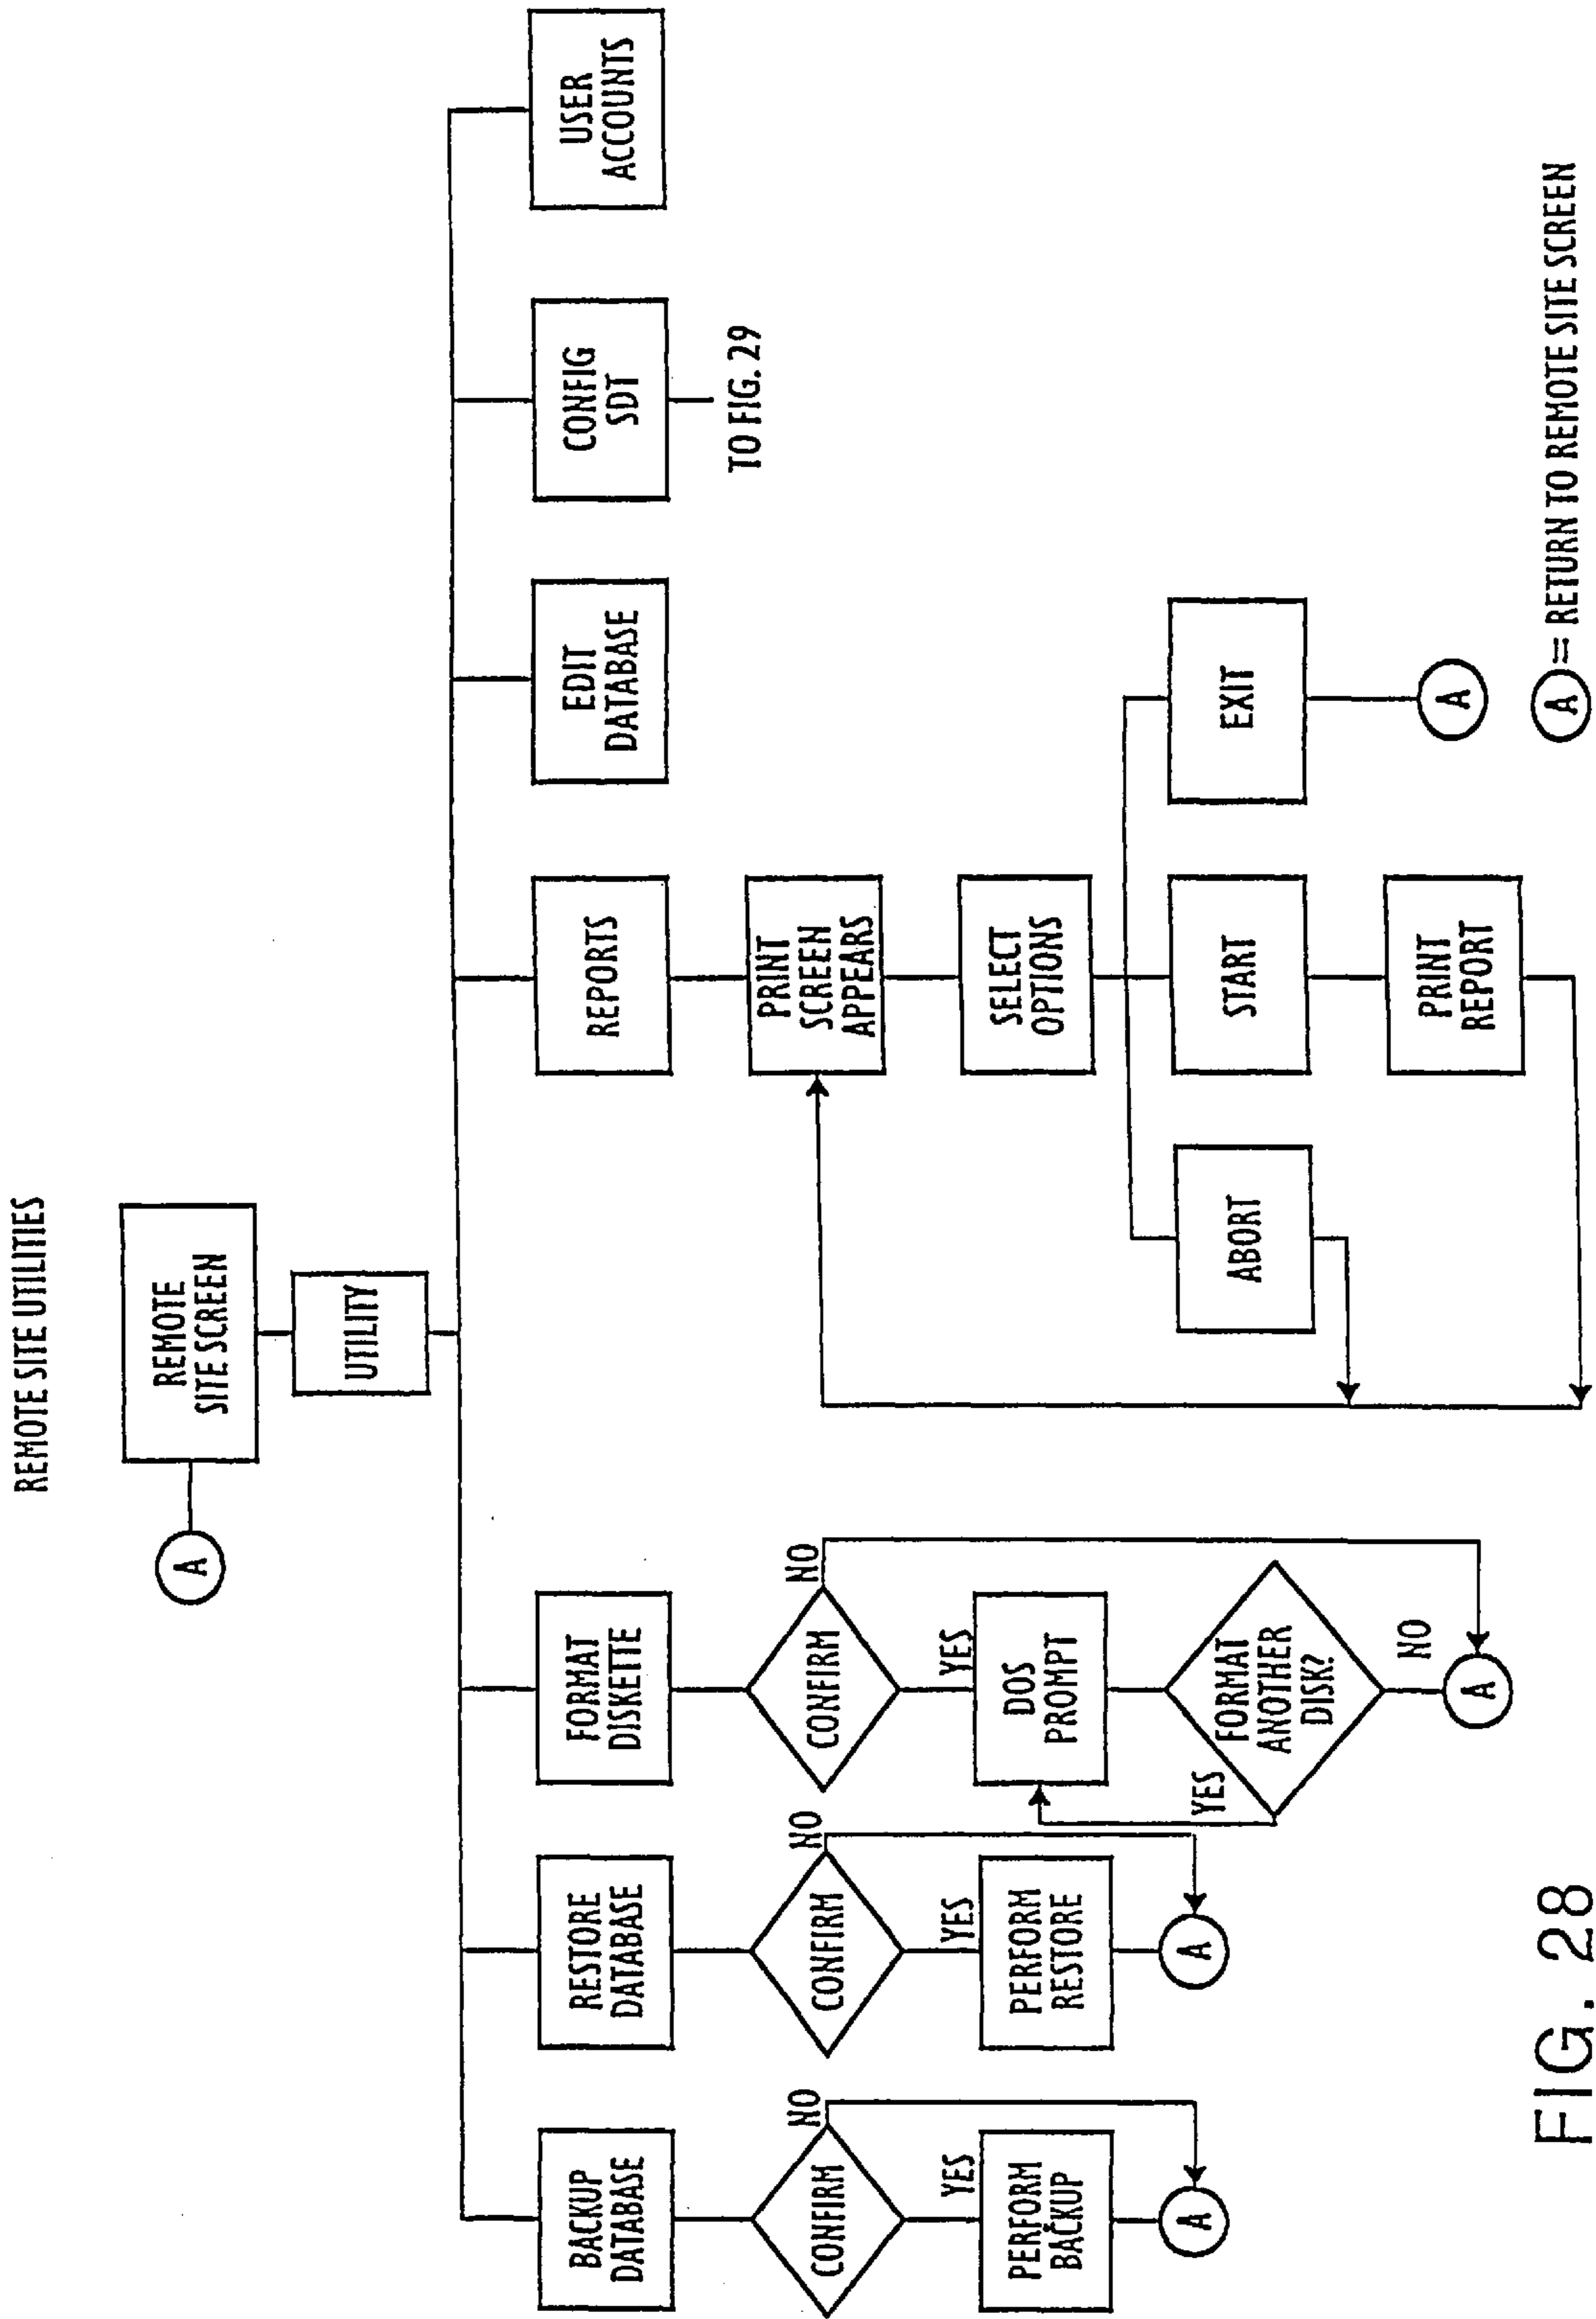 REMOTE SITE UTILITIES
A
REMOTE
SITE SCREEN
UTILITY
BACKUP
DATABASE
RESTORE
DATABASE
FORMAT
DISKETTE
REPORTS
EDIT
DATABASE
CONFIG
SDT
USER
ACCOUNTS
TO FIG. 29
CONFIRM
NO
YES
PERFORM
BACKUP
A
CONFIRM
NO
YES
PERFORM
RESTORE
A
CONFIRM
NO
YES
DOS
PROMPT
YES
FORMAT
ANOTHER
DISK?
NO
A
PRINT
SCREEN
APPEARS
SELECT
OPTIONS
ABORT
START
EXIT
PRINT
REPORT
A
A = RETURN TO REMOTE SITE SCREEN
FIG. 28